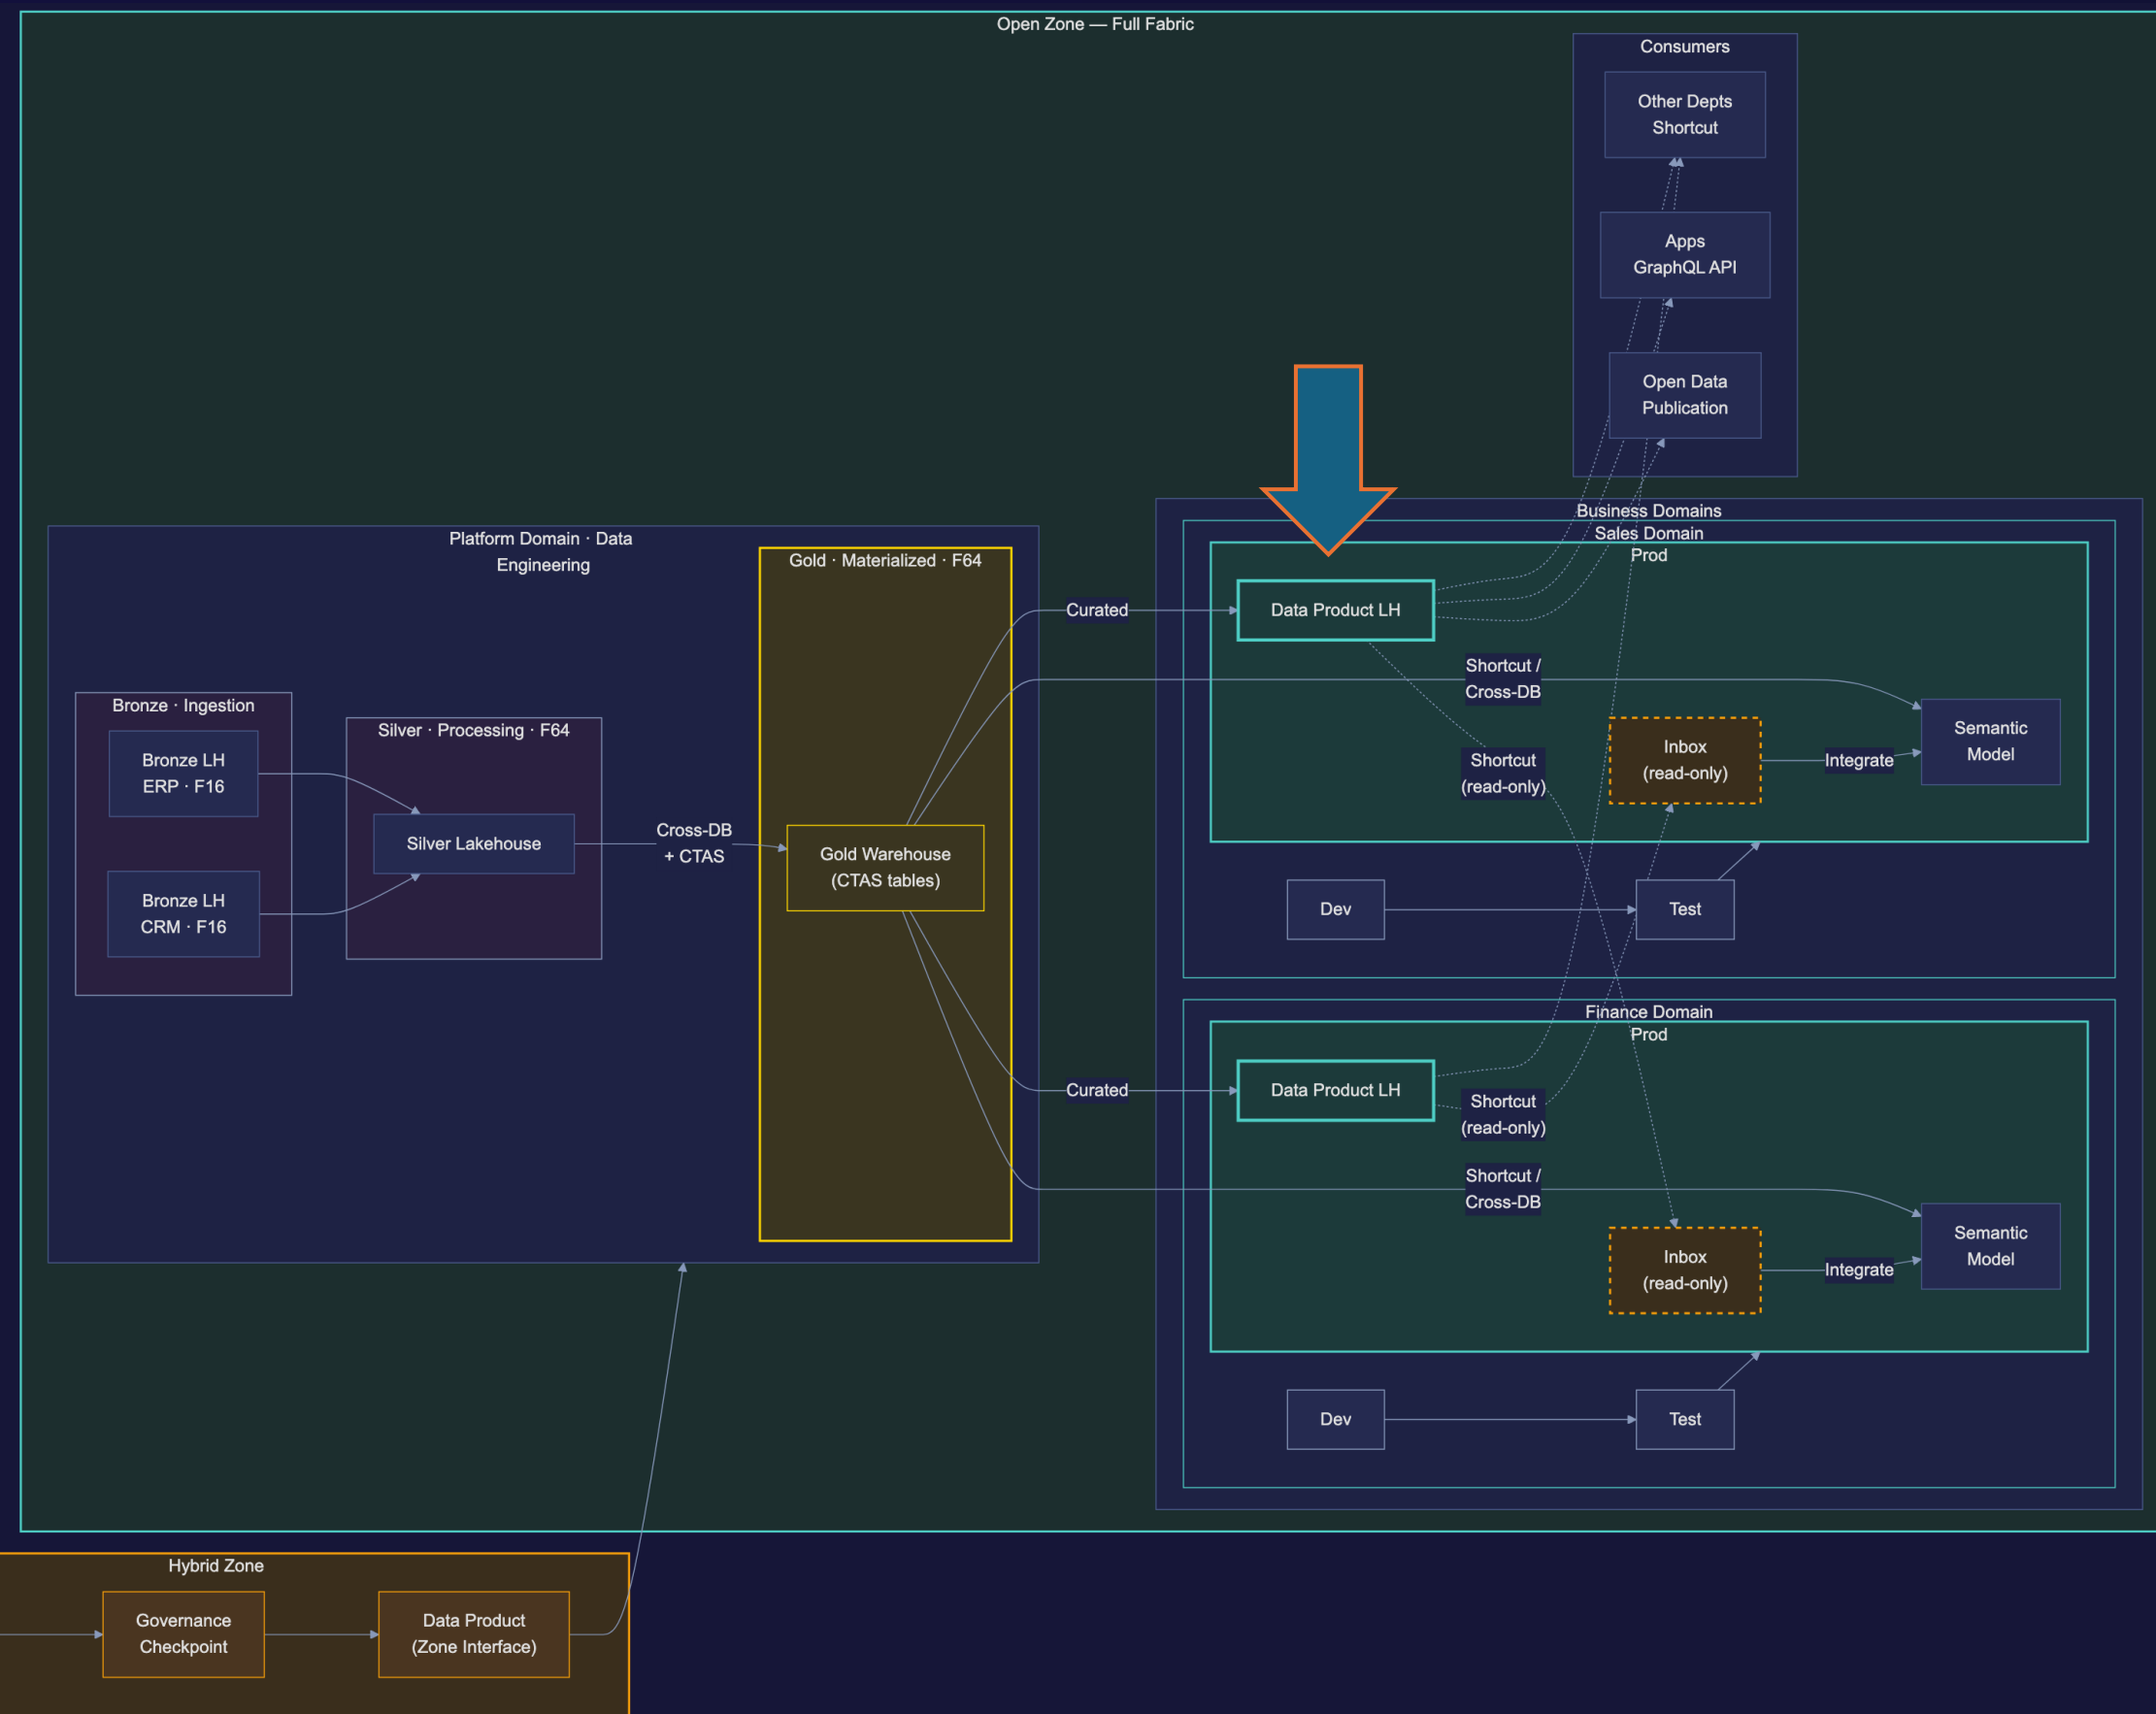 Open Zone — Full Fabric
Consumers
Other Depts
Shortcut
Apps
GraphQL API
Open Data
Publication
Platform Domain · Data
Engineering
Bronze · Ingestion
Bronze LH
ERP · F16
Bronze LH
CRM · F16
Silver · Processing · F64
Silver Lakehouse
Cross-DB
+ CTAS
Gold · Materialized · F64
Gold Warehouse
(CTAS tables)
Curated
Curated
Business Domains
Sales Domain
Prod
Data Product LH
Shortcut /
Cross-DB
Shortcut
(read-only)
Inbox
(read-only)
Integrate
Semantic
Model
Dev
Test
Finance Domain
Prod
Data Product LH
Shortcut
(read-only)
Shortcut /
Cross-DB
Inbox
(read-only)
Integrate
Semantic
Model
Dev
Test
Hybrid Zone
Governance
Checkpoint
Data Product
(Zone Interface)